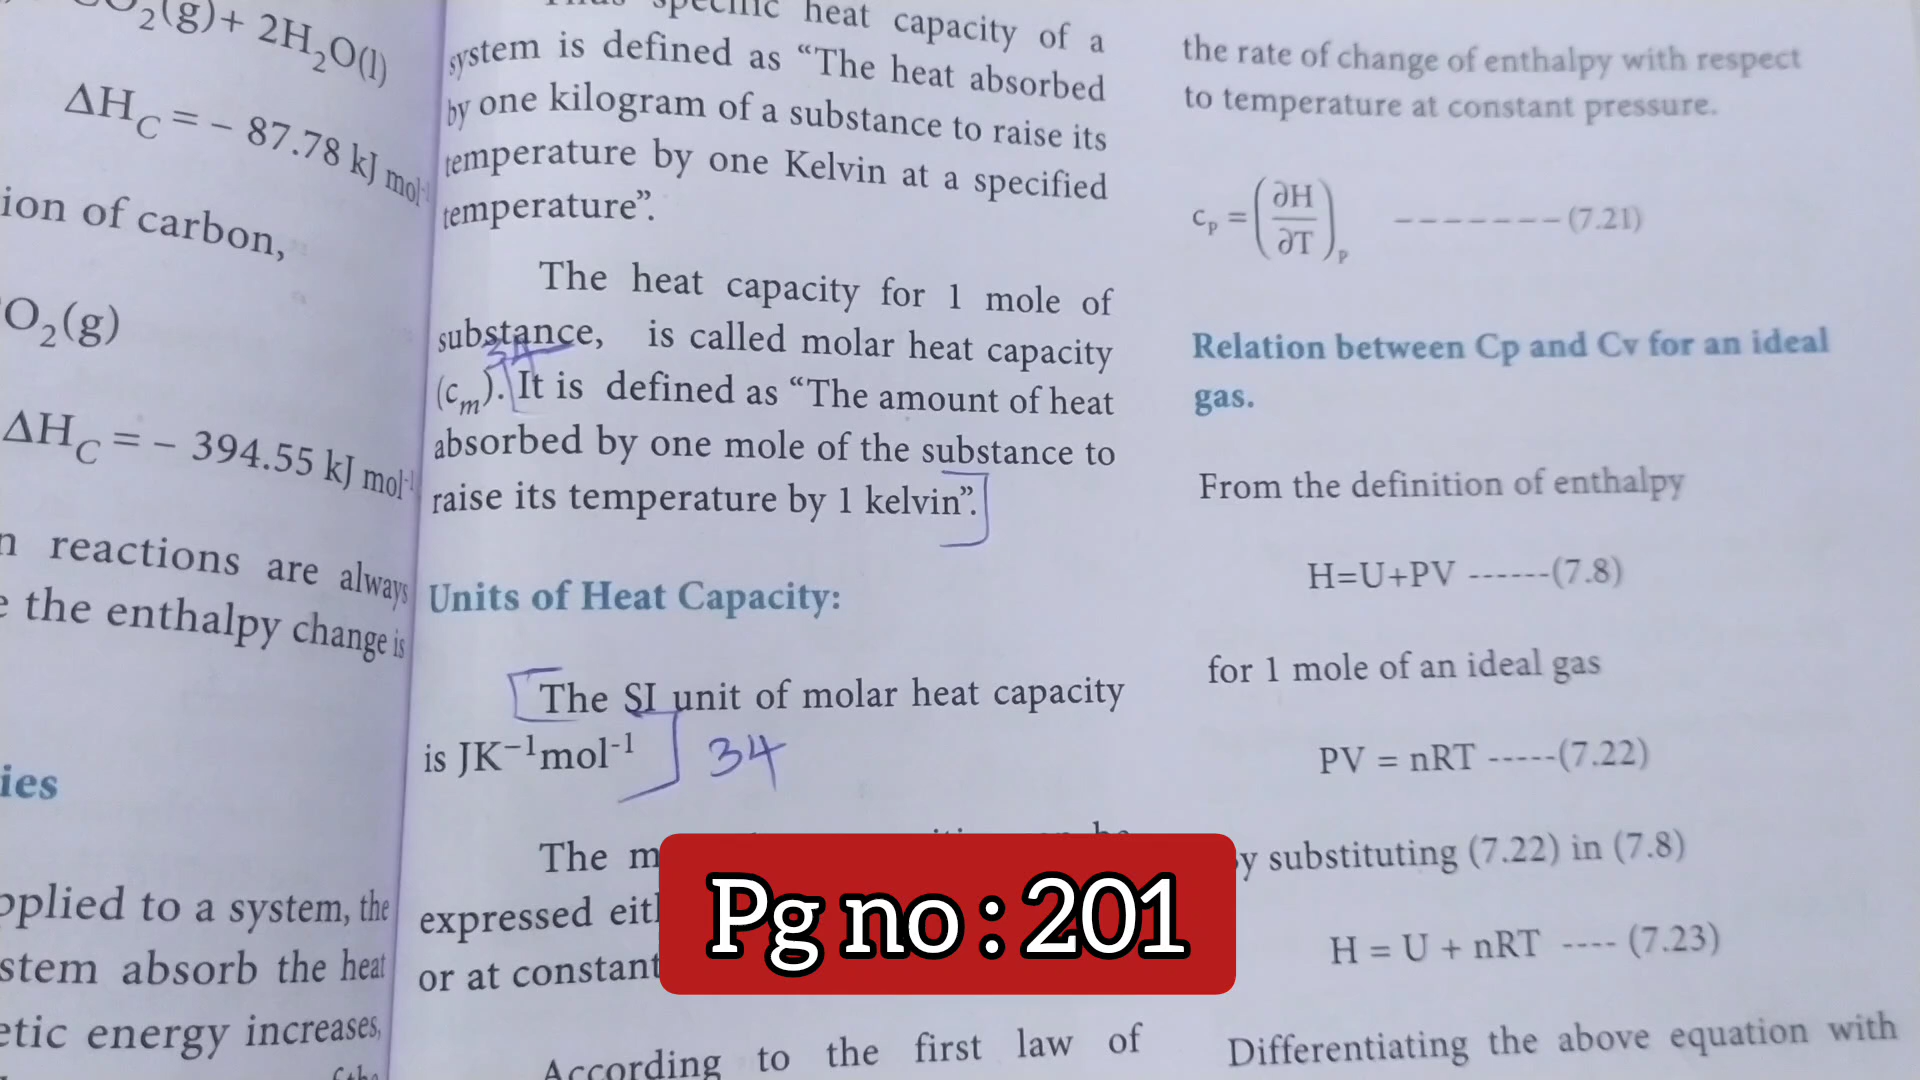 2(g)+ 2H2O(l)
ΔHC = − 87.78 kJ mol-1
ion of carbon,
O2(g)
ΔHC = − 394.55 kJ mol-1
n reactions are always
e the enthalpy change is
ies
pplied to a system, the
stem absorb the heat
etic energy increases,
specific heat capacity of a
system is defined as “The heat absorbed
by one kilogram of a substance to raise its
temperature by one Kelvin at a specified
temperature”.
The heat capacity for 1 mole of
substance, is called molar heat capacity
34
(cm). It is defined as “The amount of heat
absorbed by one mole of the substance to
raise its temperature by 1 kelvin”.
Units of Heat Capacity:
The SI unit of molar heat capacity
is JK−1mol-1
34
The m
expressed eit
or at constant
According to the first law of
the rate of change of enthalpy with respect
to temperature at constant pressure.
cp = (∂H/∂T)p -------(7.21)
Relation between Cp and Cv for an ideal
gas.
From the definition of enthalpy
H=U+PV ------(7.8)
for 1 mole of an ideal gas
PV = nRT -----(7.22)
y substituting (7.22) in (7.8)
H = U + nRT ---- (7.23)
Differentiating the above equation with
Pg no : 201